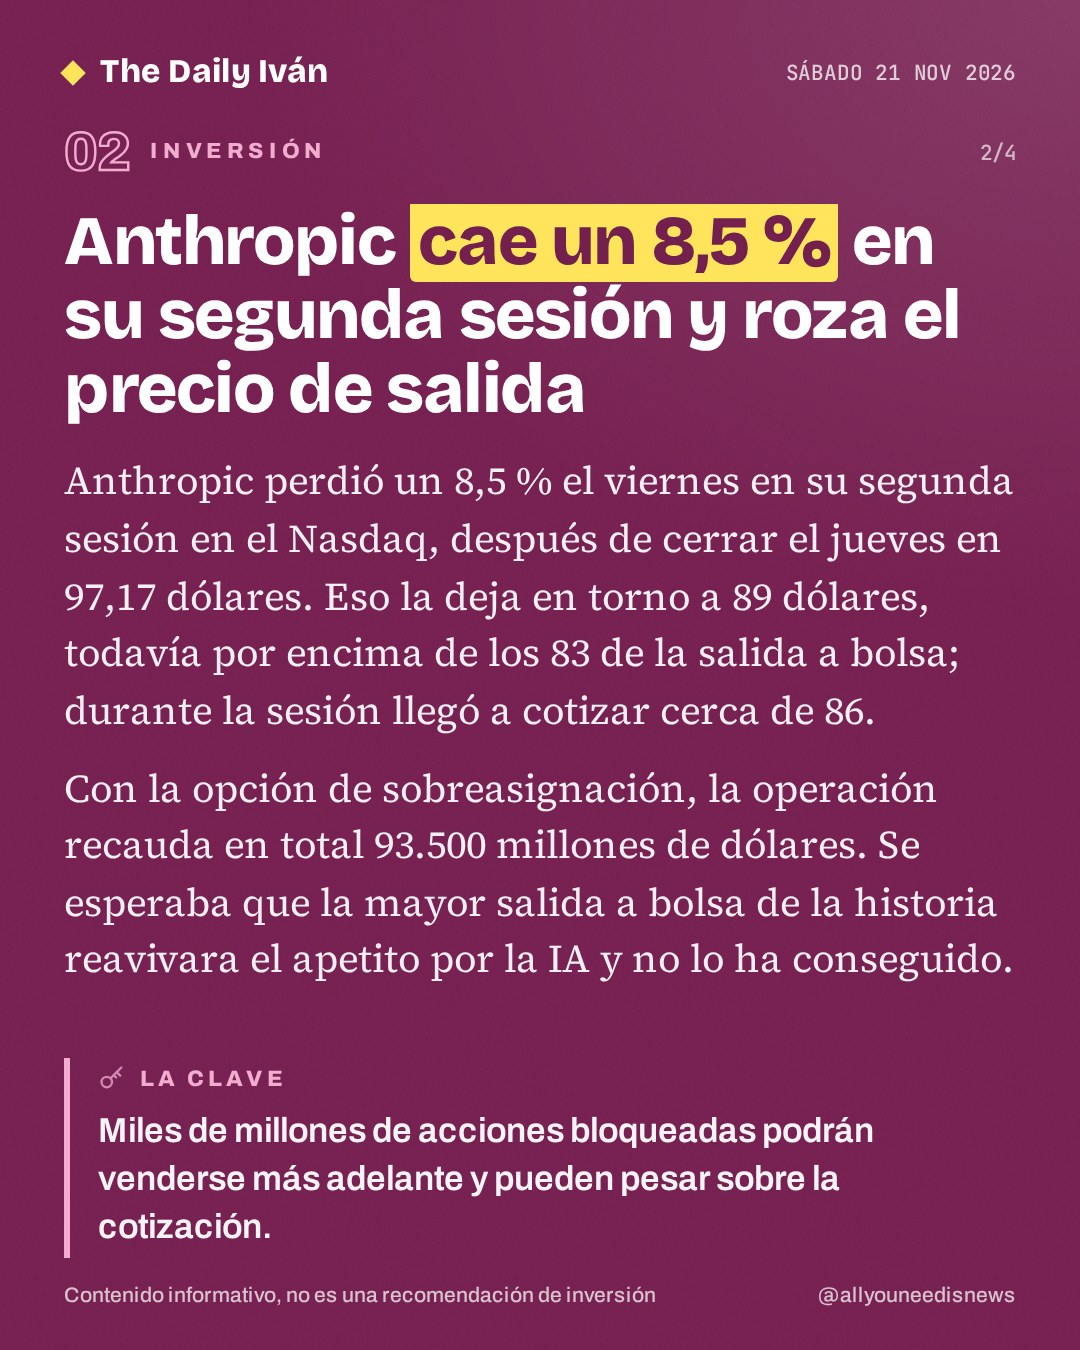 The Daily Iván
SÁBADO 21 NOV 2026
02 INVERSIÓN
2/4
Anthropic cae un 8,5 % en
su segunda sesión y roza el
precio de salida
Anthropic perdió un 8,5 % el viernes en su segunda
sesión en el Nasdaq, después de cerrar el jueves en
97,17 dólares. Eso la deja en torno a 89 dólares,
todavía por encima de los 83 de la salida a bolsa;
durante la sesión llegó a cotizar cerca de 86.
Con la opción de sobreasignación, la operación
recauda en total 93.500 millones de dólares. Se
esperaba que la mayor salida a bolsa de la historia
reavivara el apetito por la IA y no lo ha conseguido.
LA CLAVE
Miles de millones de acciones bloqueadas podrán
venderse más adelante y pueden pesar sobre la
cotización.
Contenido informativo, no es una recomendación de inversión
@allyouneedisnews